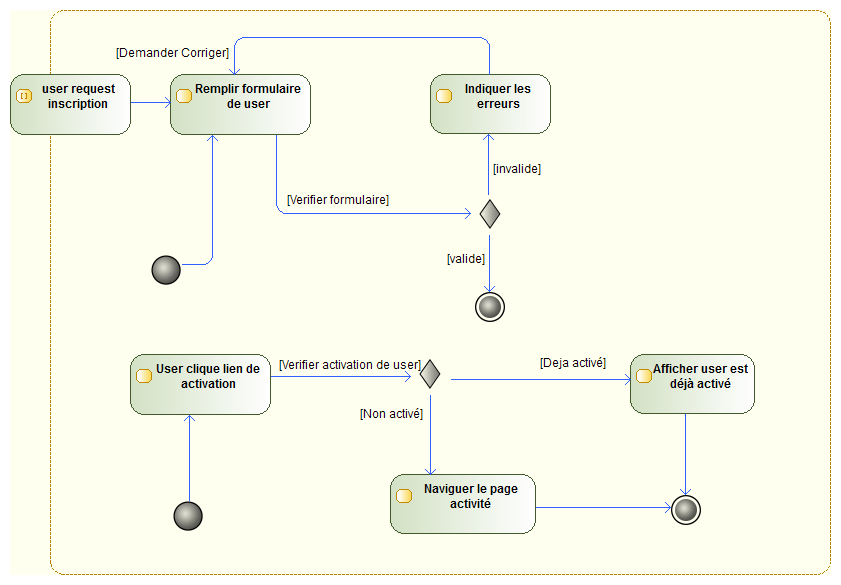 [Demander Corriger]
user request
inscription
Remplir formulaire
de user
Indiquer les
erreurs
[invalide]
[Verifier formulaire]
[valide]
User clique lien de
activation
[Verifier activation de user]
[Deja activé]
Afficher user est
déjà activé
[Non activé]
Naviguer le page
activité